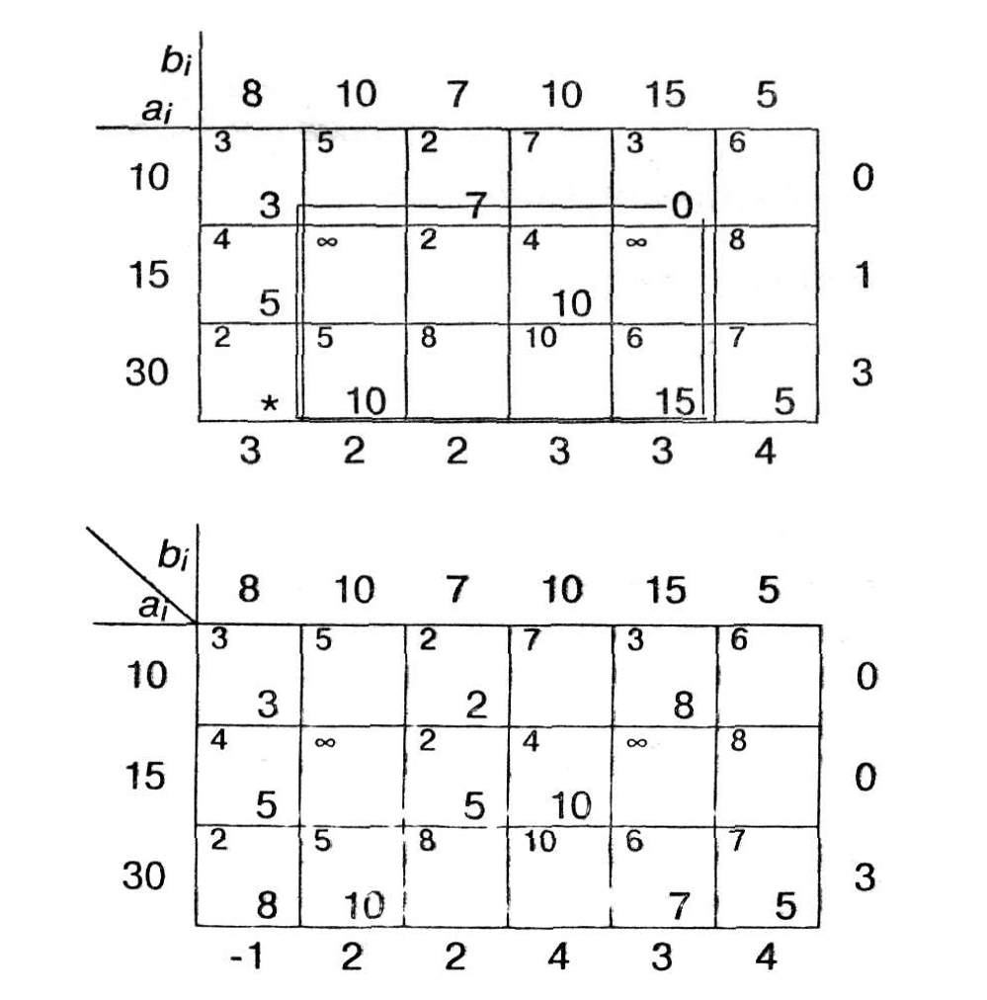 bi
8 10 7 10 15 5
ai
3 5 2 7 3 6
10 0
3 7 0
4 ∞ 2 4 ∞ 8
15 1
5 10
2 5 8 10 6 7
30 3
* 10 15 5
3 2 2 3 3 4
bi
8 10 7 10 15 5
ai
3 5 2 7 3 6
10 0
3 2 8
4 ∞ 2 4 ∞ 8
15 0
5 5 10
2 5 8 10 6 7
30 3
8 10 7 5
-1 2 2 4 3 4